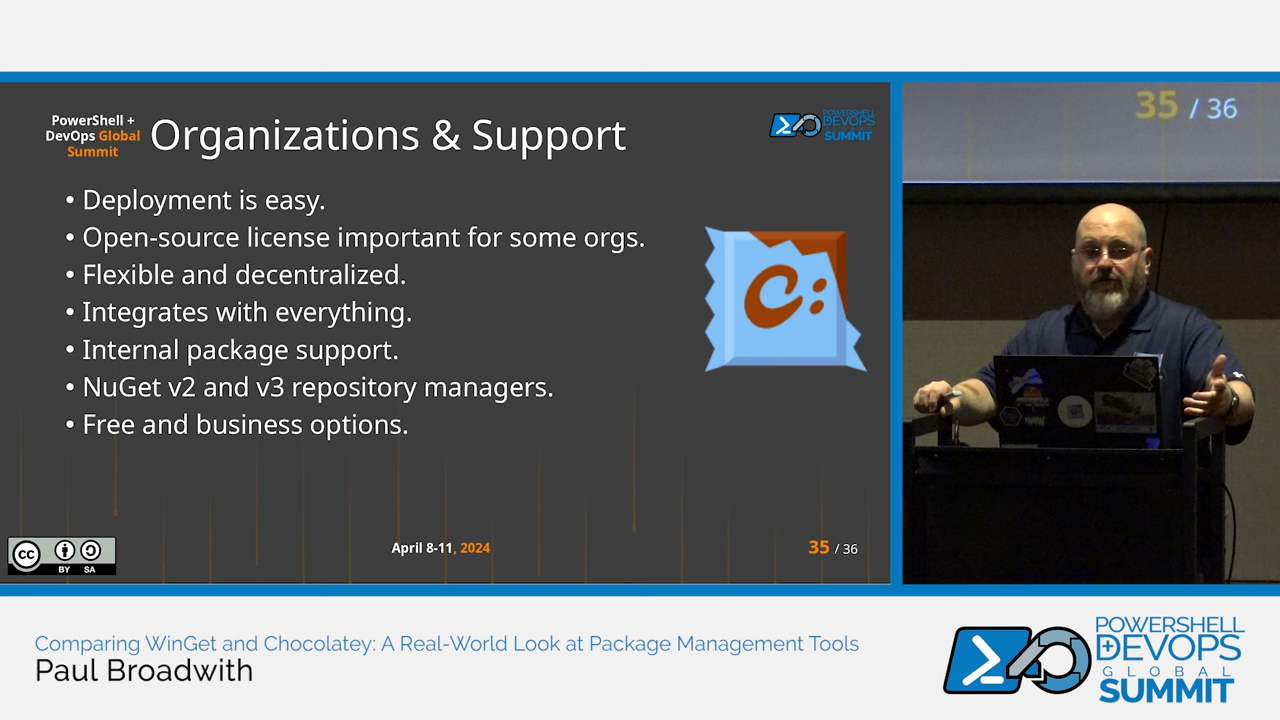 PowerShell +
DevOps Global
Summit
Organizations & Support
POWERSHELL
DEVOPS
SUMMIT
• Deployment is easy.
• Open-source license important for some orgs.
• Flexible and decentralized.
• Integrates with everything.
• Internal package support.
• NuGet v2 and v3 repository managers.
• Free and business options.
C:
cc
BY SA
April 8-11, 2024
35 / 36
35 / 36
Comparing WinGet and Chocolatey: A Real-World Look at Package Management Tools
Paul Broadwith
POWERSHELL
DEVOPS
GLOBAL
SUMMIT